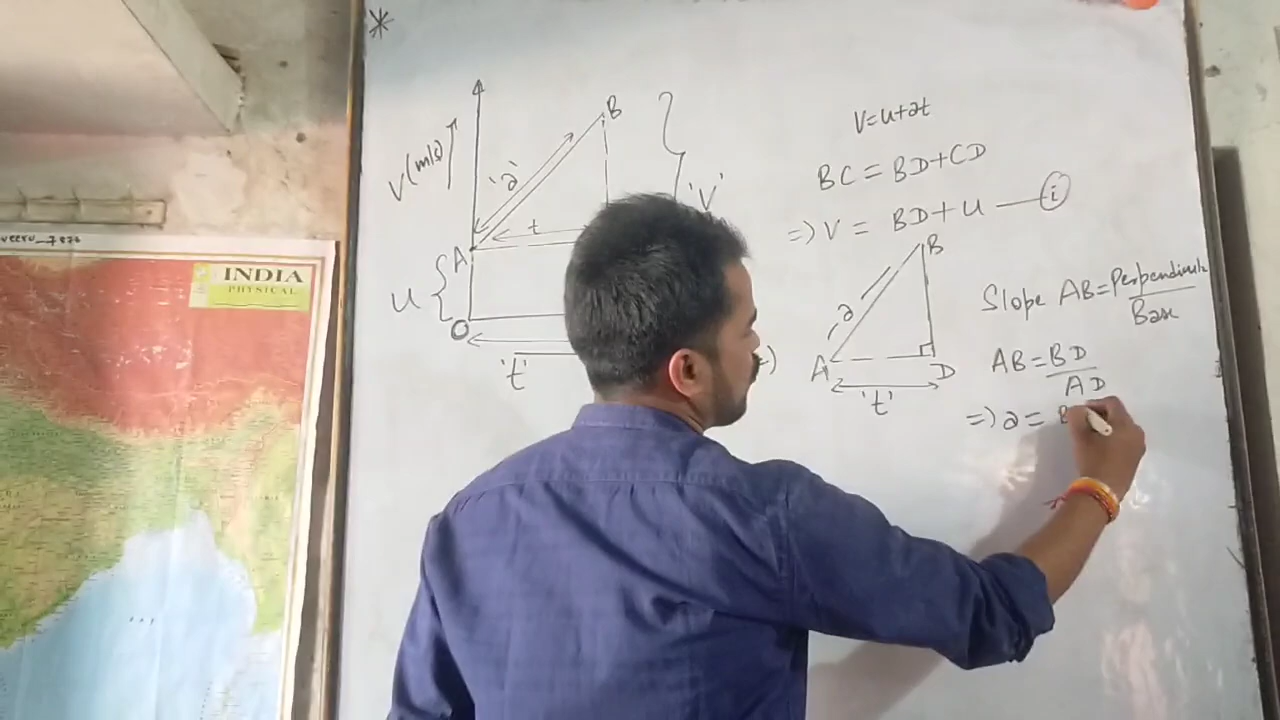 *
V(m/s)
B
'a'
t
'v'
A
u
O
't'
V=u+at
BC = BD+CD
=) V = BD+u — (i)
B
a
A
D
't'
Slope AB=Perpendicular
Base
AB=BD
AD
=) a = B
INDIA
PHYSICAL